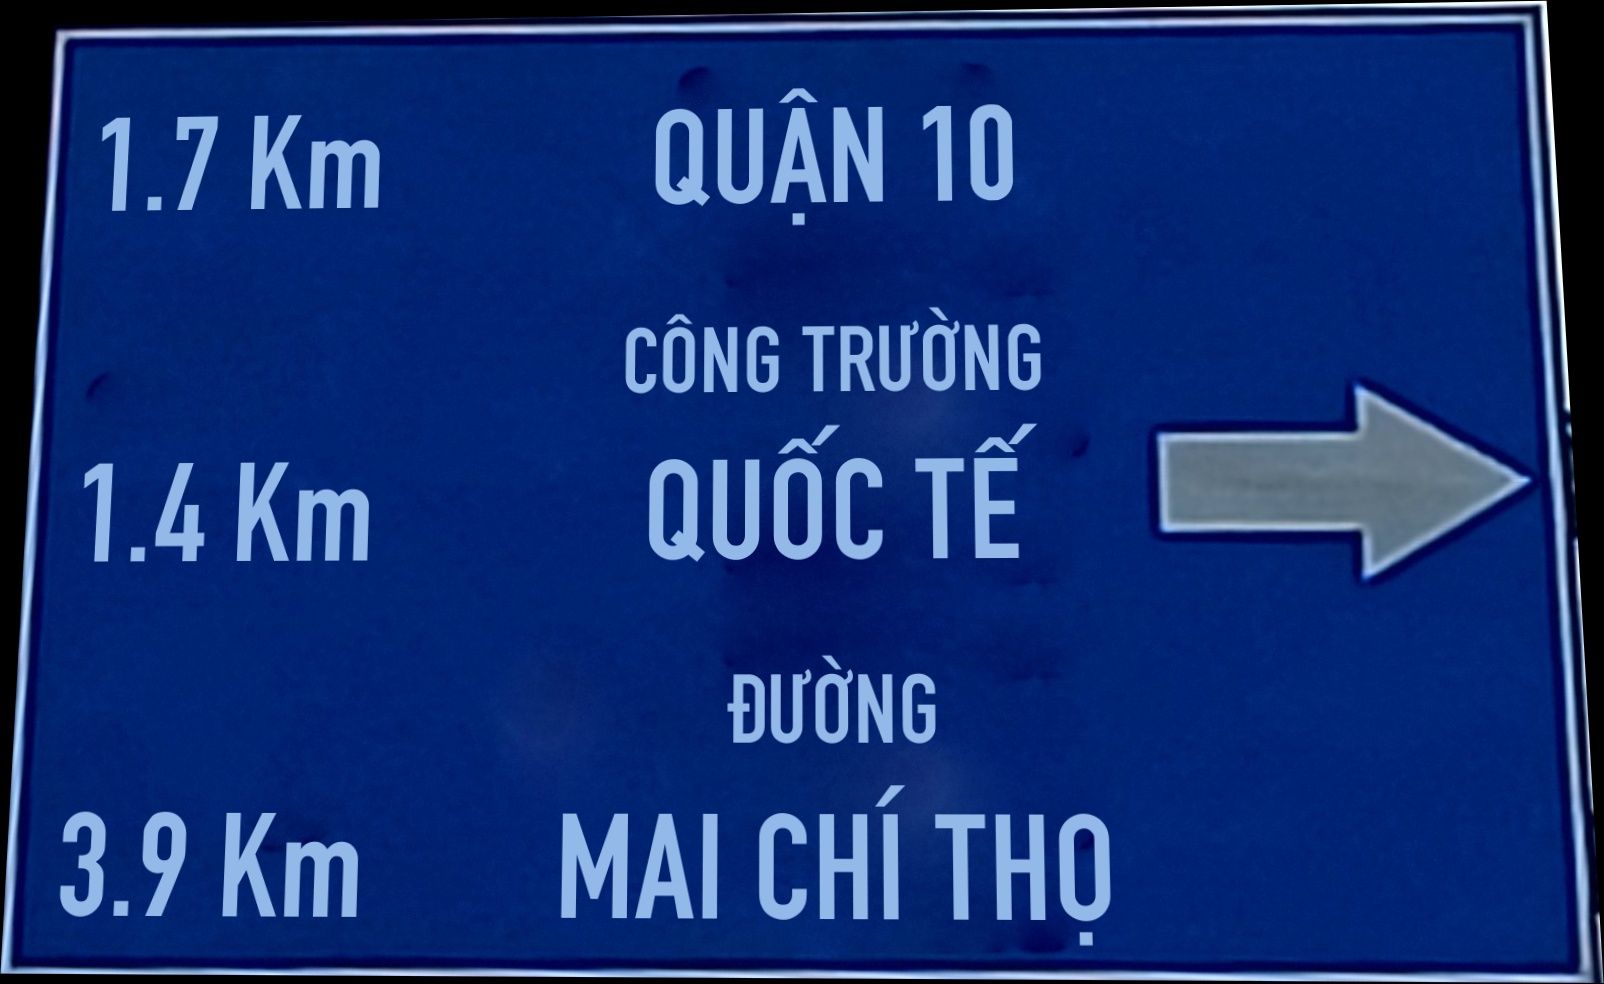 1.7 Km QUẬN 10
CÔNG TRƯỜNG
1.4 Km QUỐC TẾ
ĐƯỜNG
3.9 Km MAI CHÍ THỌ